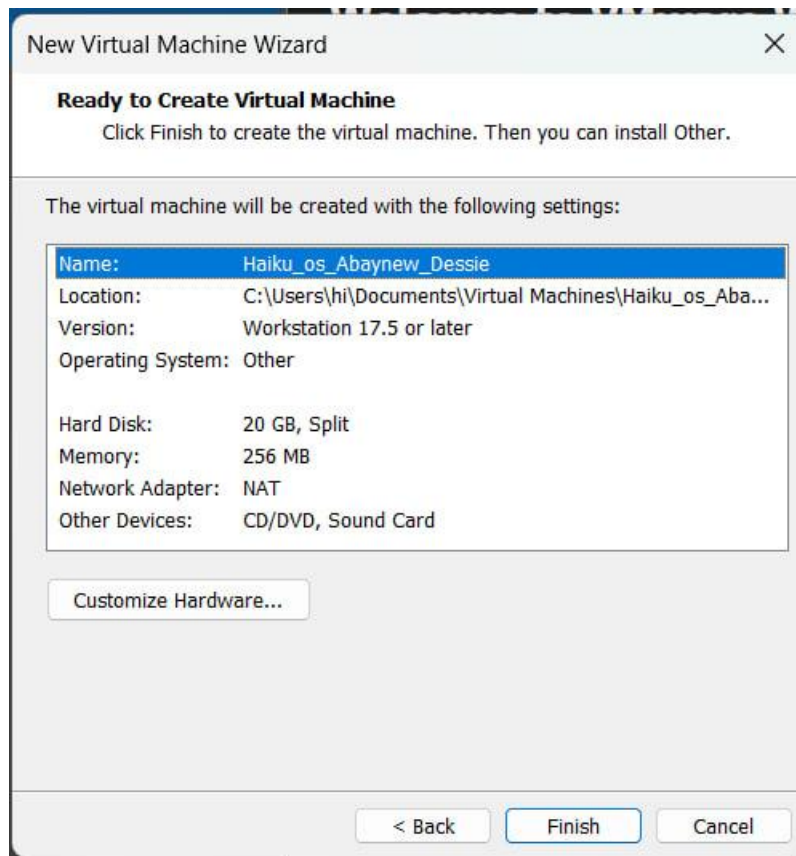 New Virtual Machine Wizard
Ready to Create Virtual Machine
Click Finish to create the virtual machine. Then you can install Other.
The virtual machine will be created with the following settings:
Name: Haiku_os_Abaynew_Dessie
Location: C:\Users\hi\Documents\Virtual Machines\Haiku_os_Aba...
Version: Workstation 17.5 or later
Operating System: Other
Hard Disk: 20 GB, Split
Memory: 256 MB
Network Adapter: NAT
Other Devices: CD/DVD, Sound Card
Customize Hardware...
< Back Finish Cancel